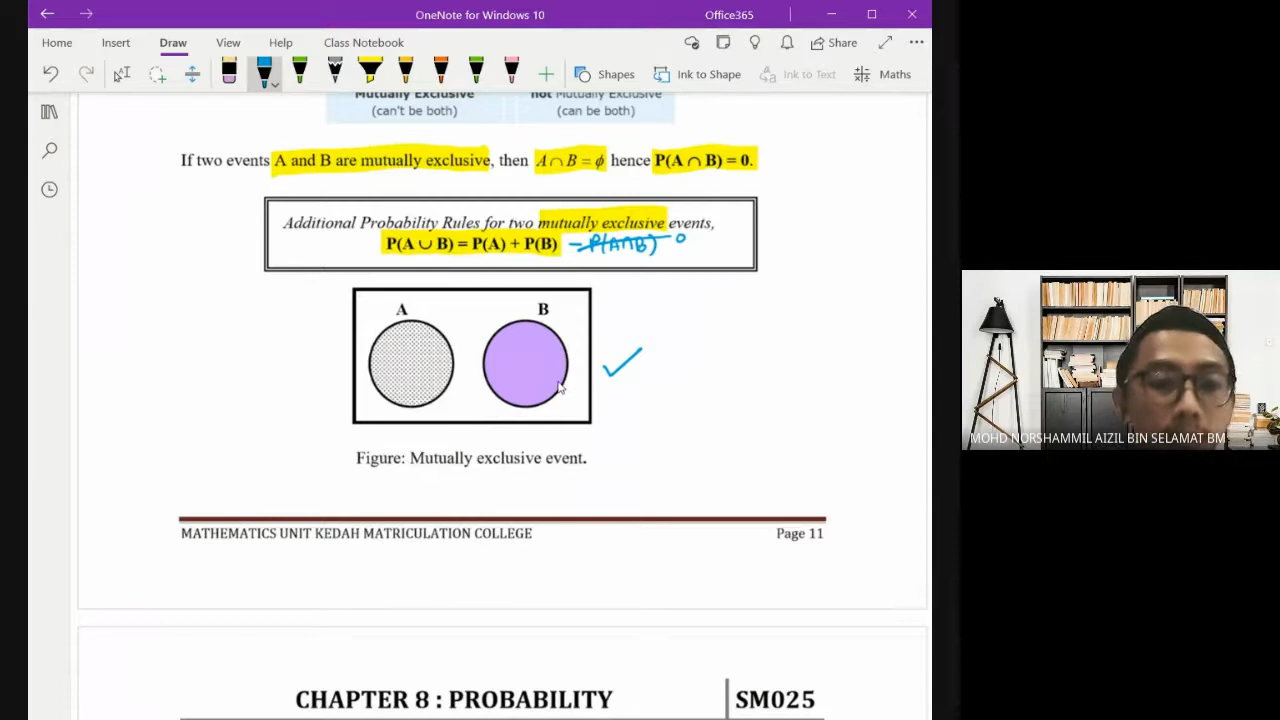 OneNote for Windows 10
Office365
Home Insert Draw View Help Class Notebook
Share
Shapes Ink to Shape Ink to Text Maths
Mutually Exclusive not Mutually Exclusive
(can't be both) (can be both)
If two events A and B are mutually exclusive, then A ∩ B = ϕ hence P(A ∩ B) = 0.
Additional Probability Rules for two mutually exclusive events,
P(A ∪ B) = P(A) + P(B) − P(A∩B) 0
A B
Figure: Mutually exclusive event.
MATHEMATICS UNIT KEDAH MATRICULATION COLLEGE Page 11
CHAPTER 8 : PROBABILITY SM025
MOHD NORSHAMMIL AIZIL BIN SELAMAT BM